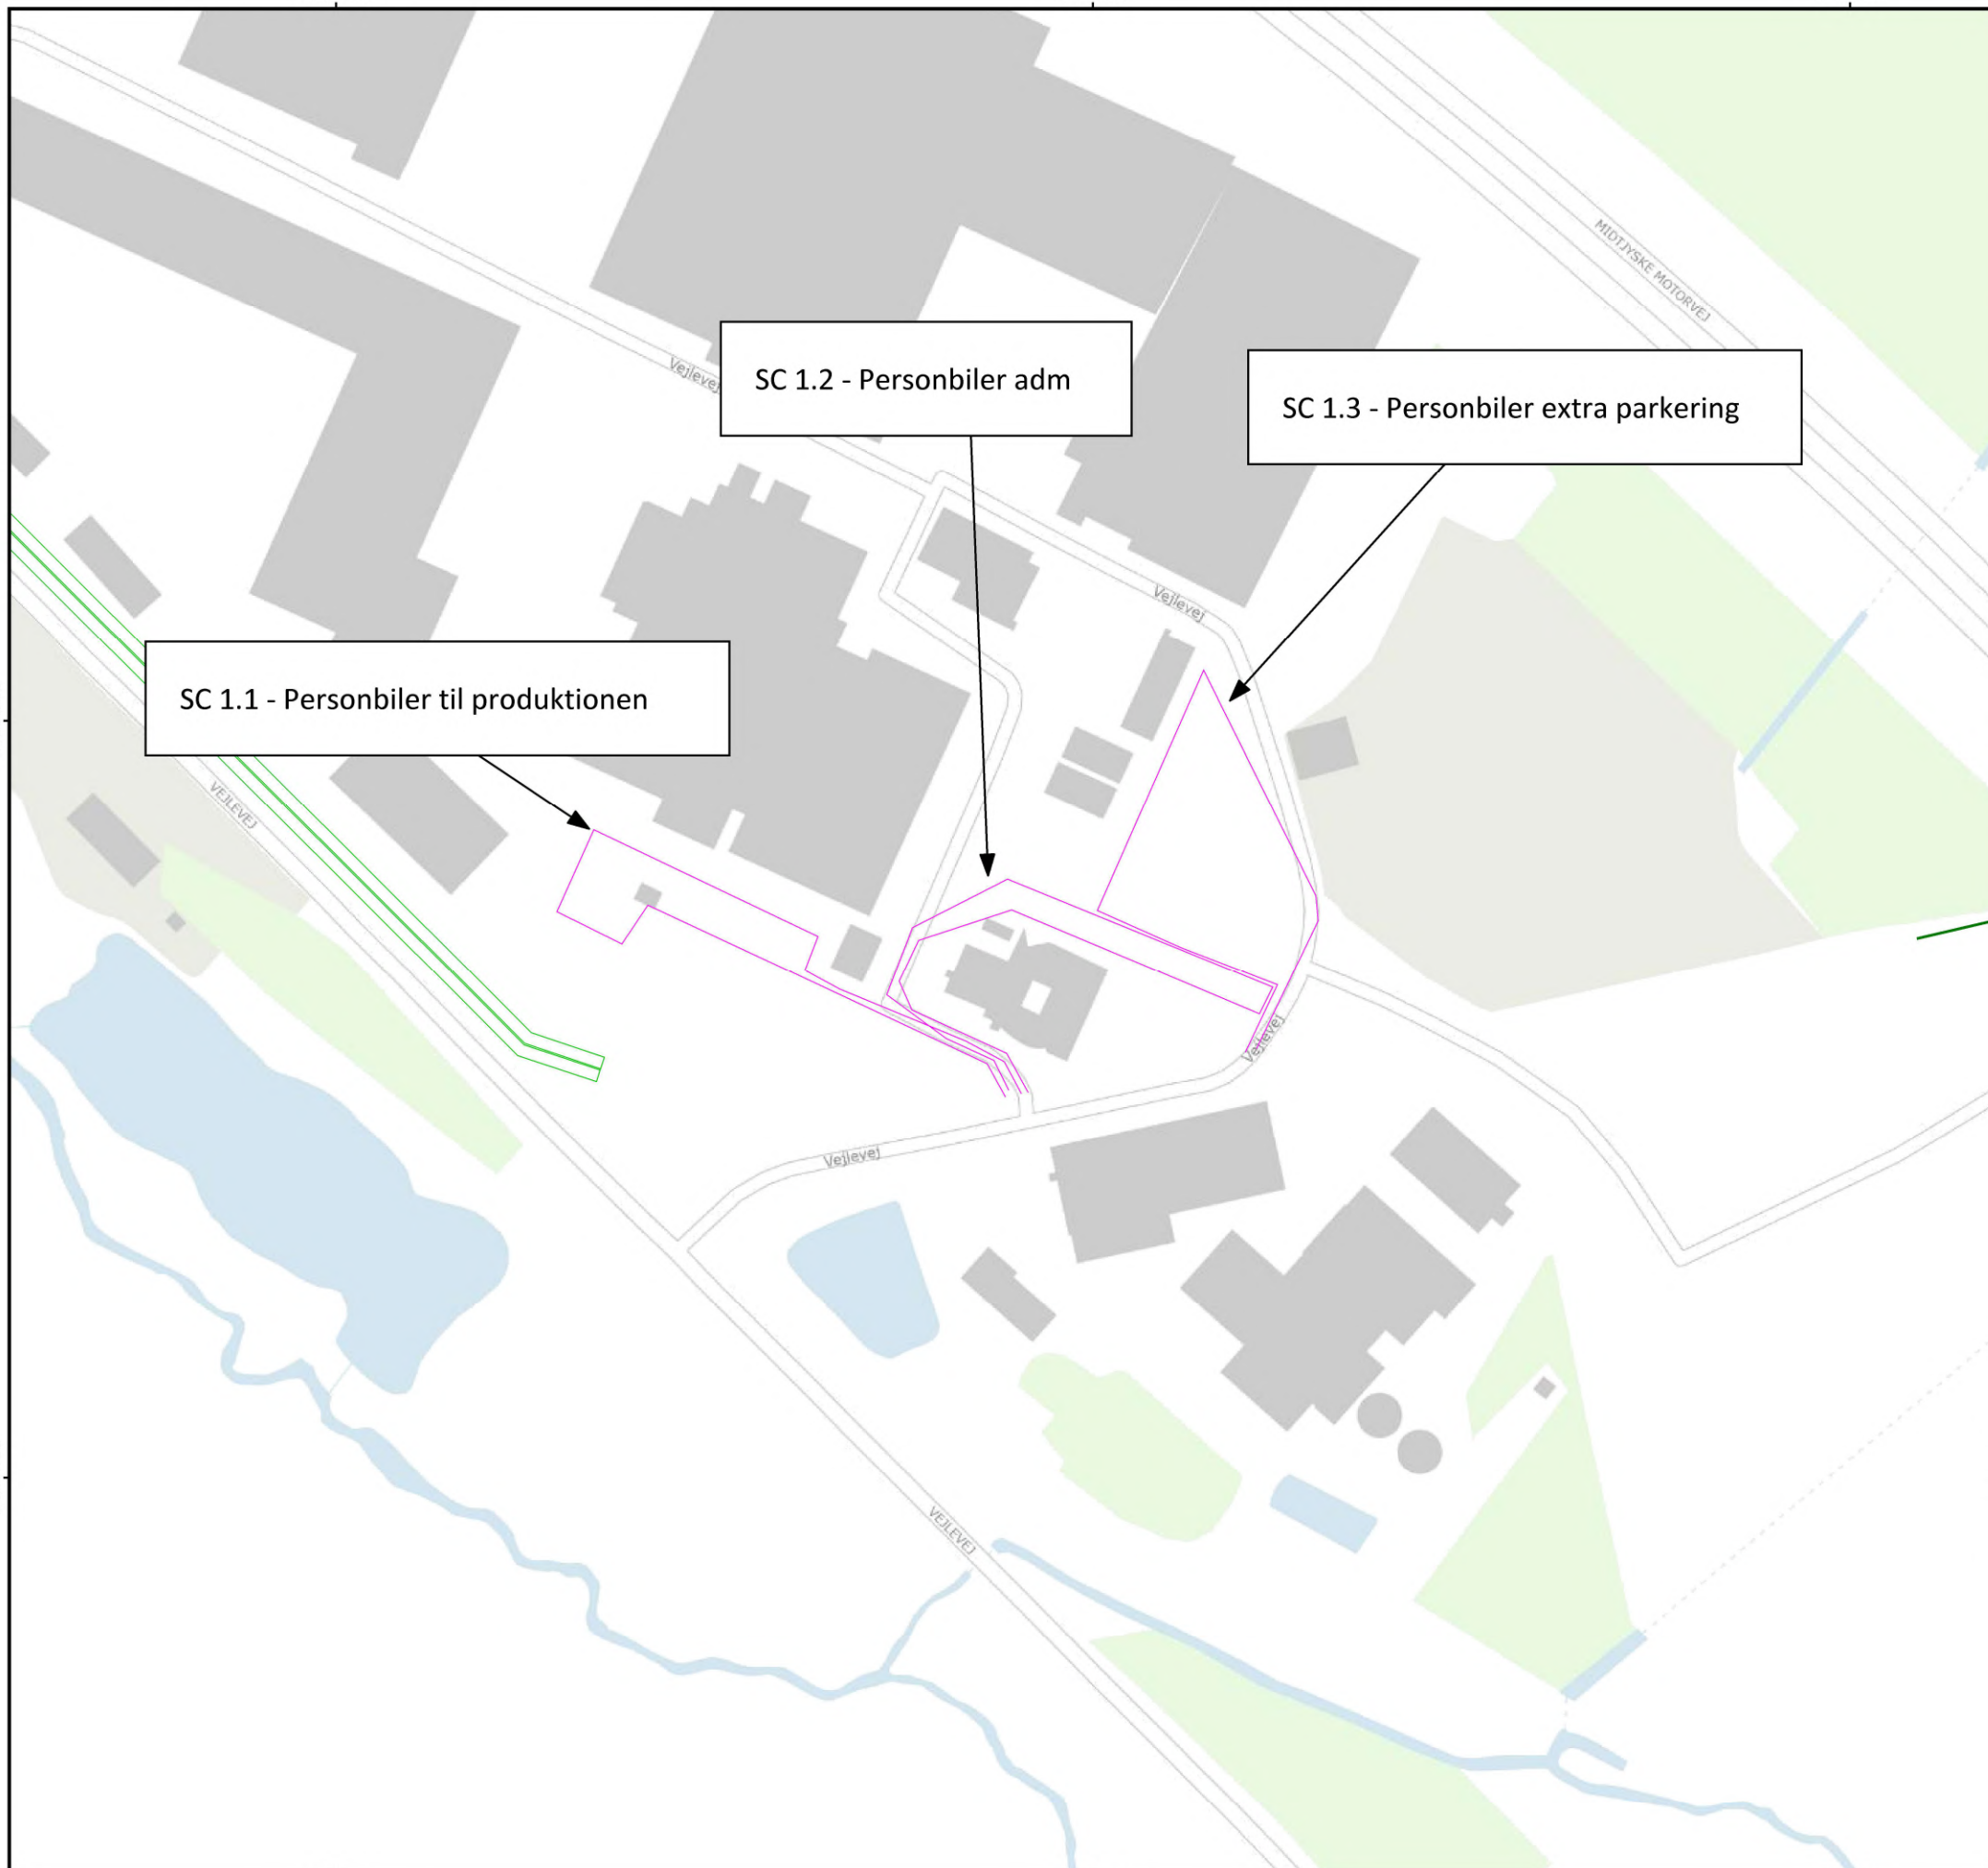 MIDTJYSKE MOTORVEJ
Vejlevej
SC 1.2 - Personbiler adm
SC 1.3 - Personbiler extra parkering
Vejlevej
SC 1.1 - Personbiler til produktionen
VEJLEVEJ
Vejlevej
Vejlevej
VEJLEVEJ